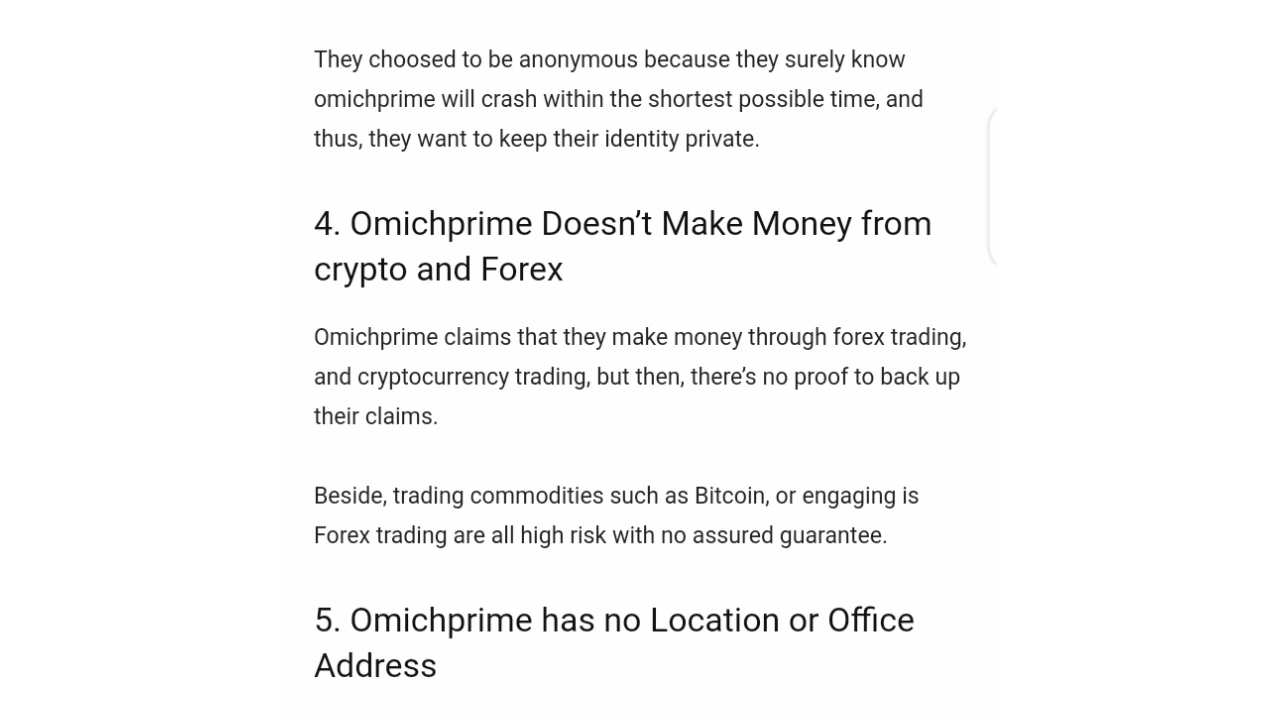 They choosed to be anonymous because they surely know
omichprime will crash within the shortest possible time, and
thus, they want to keep their identity private.
4. Omichprime Doesn’t Make Money from
crypto and Forex
Omichprime claims that they make money through forex trading,
and cryptocurrency trading, but then, there’s no proof to back up
their claims.
Beside, trading commodities such as Bitcoin, or engaging is
Forex trading are all high risk with no assured guarantee.
5. Omichprime has no Location or Office
Address